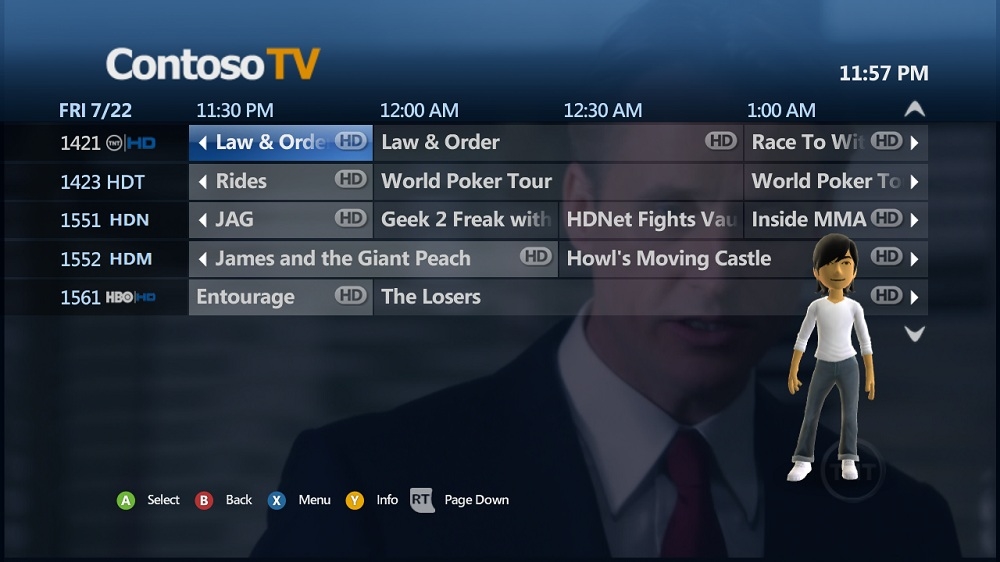 ContosoTV
11:57 PM
FRI 7/22 11:30 PM 12:00 AM 12:30 AM 1:00 AM
1421 TNT HD Law & Orde HD Law & Order HD Race To Wit HD
1423 HDT Rides HD World Poker Tour World Poker To
1551 HDN JAG HD Geek 2 Freak with HDNet Fights Vau Inside MMA HD
1552 HDM James and the Giant Peach HD Howl's Moving Castle HD
1561 HBO HD Entourage HD The Losers HD
TNT
A Select B Back X Menu Y Info RT Page Down